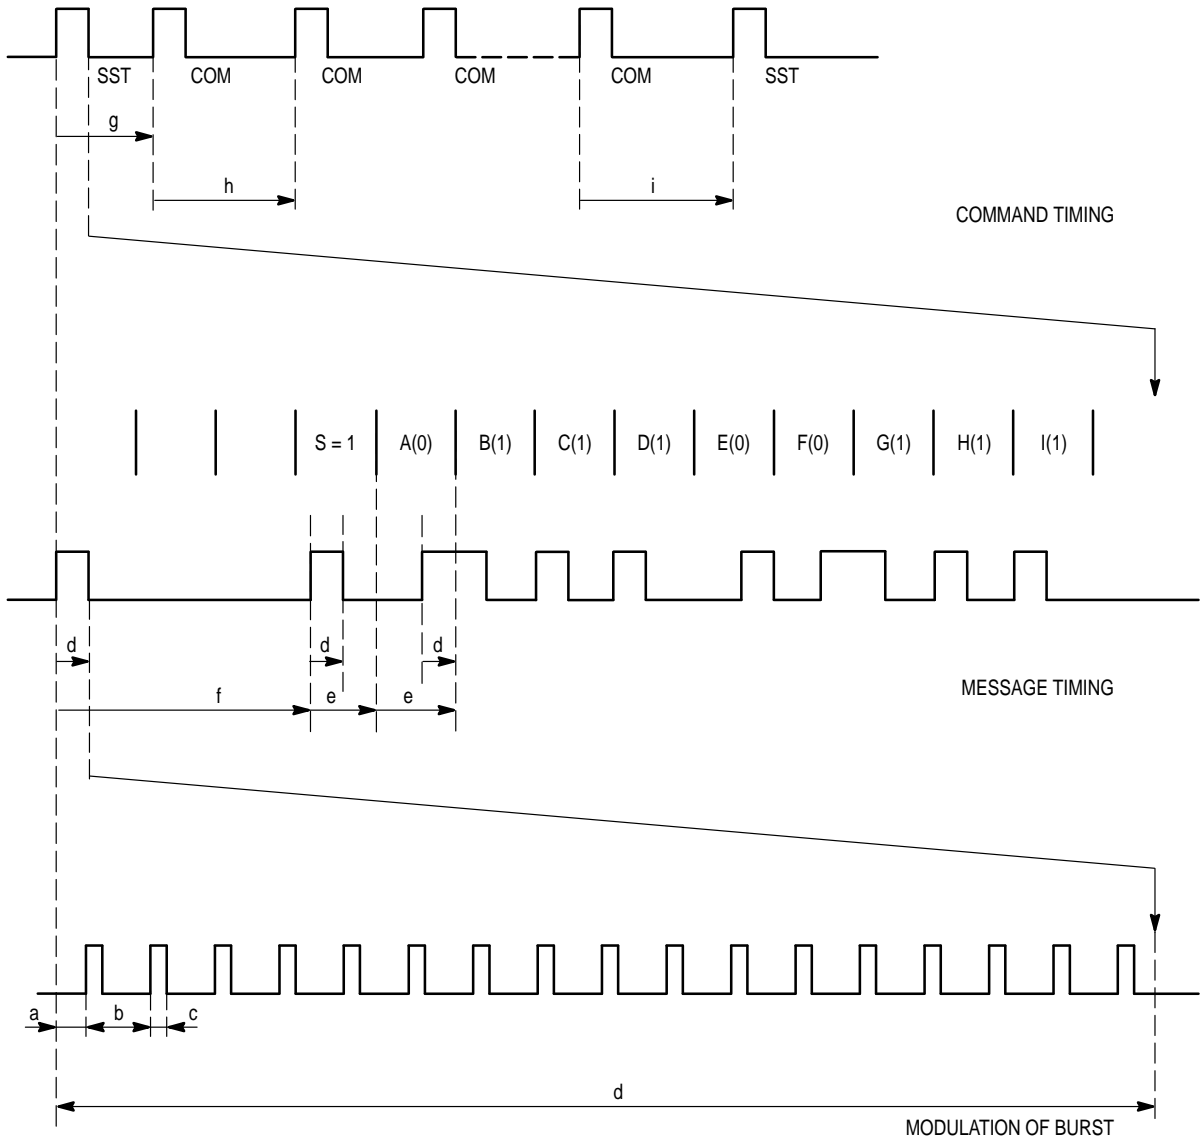 SST COM COM COM COM SST
g
h i
COMMAND TIMING
S = 1 A(0) B(1) C(1) D(1) E(0) F(0) G(1) H(1) I(1)
d d d
MESSAGE TIMING
f e e
a b c
d
MODULATION OF BURST